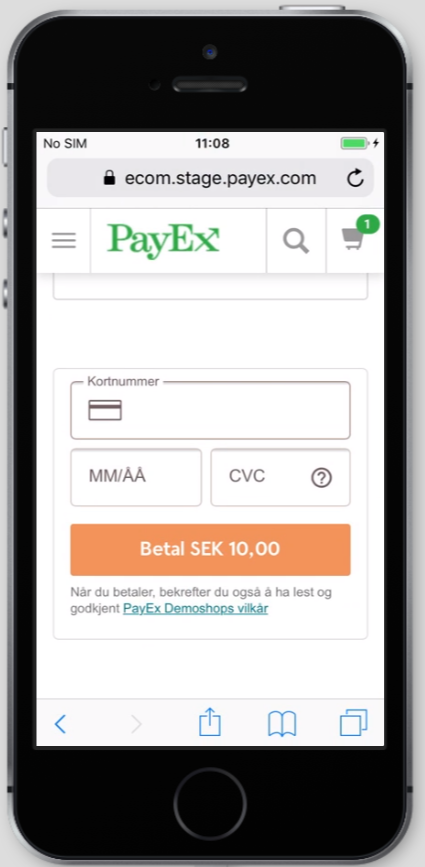 No SIM 11:08
ecom.stage.payex.com
PayEx 1
Kortnummer
MM/ÅÅ CVC ?
Betal SEK 10,00
Når du betaler, bekrefter du også å ha lest og
godkjent PayEx Demoshops vilkår